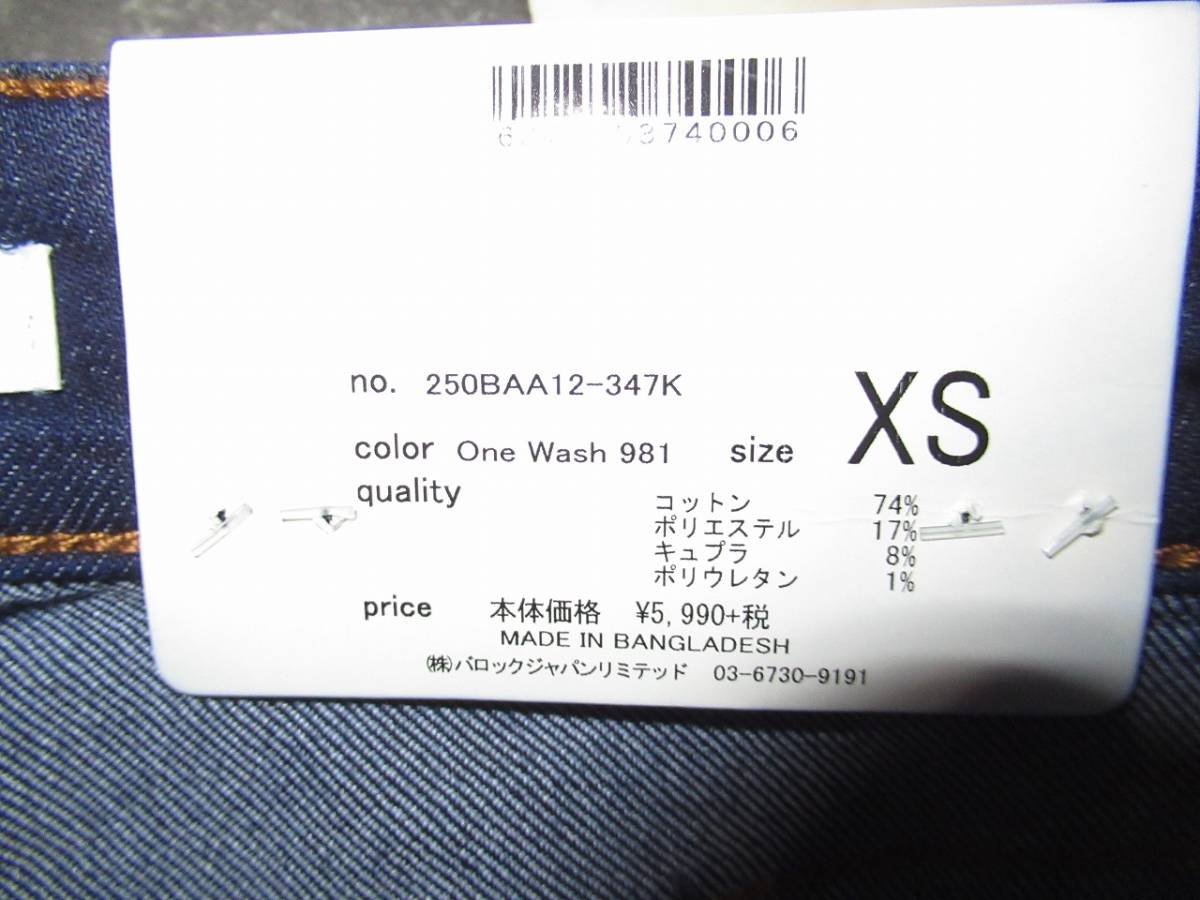 3740006
no. 250BAA12-347K
color One Wash 981 size XS
quality
コットン 74%
ポリエステル 17%
キュプラ 8%
ポリウレタン 1%
price 本体価格 ¥5,990+税
MADE IN BANGLADESH
㈱バロックジャパンリミテッド 03-6730-9191